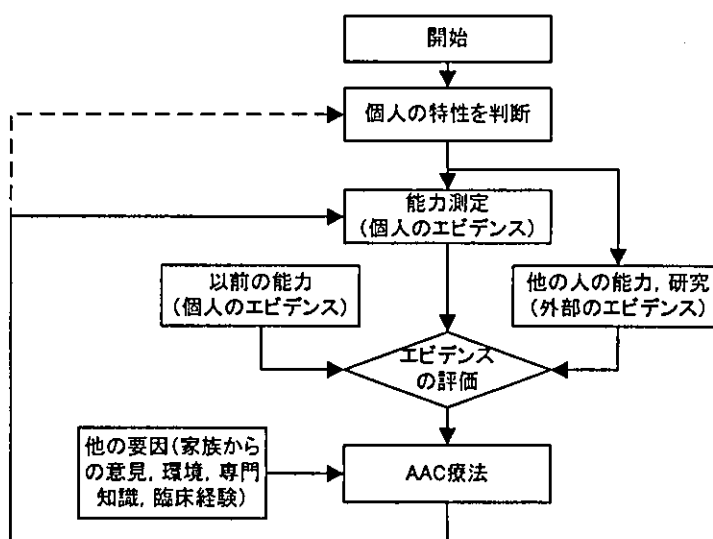 開始
個人の特性を判断
能力測定
(個人のエビデンス)
以前の能力
(個人のエビデンス)
他の人の能力, 研究
(外部のエビデンス)
エビデンス
の評価
他の要因(家族から
の意見, 環境, 専門
知識, 臨床経験)
AAC療法